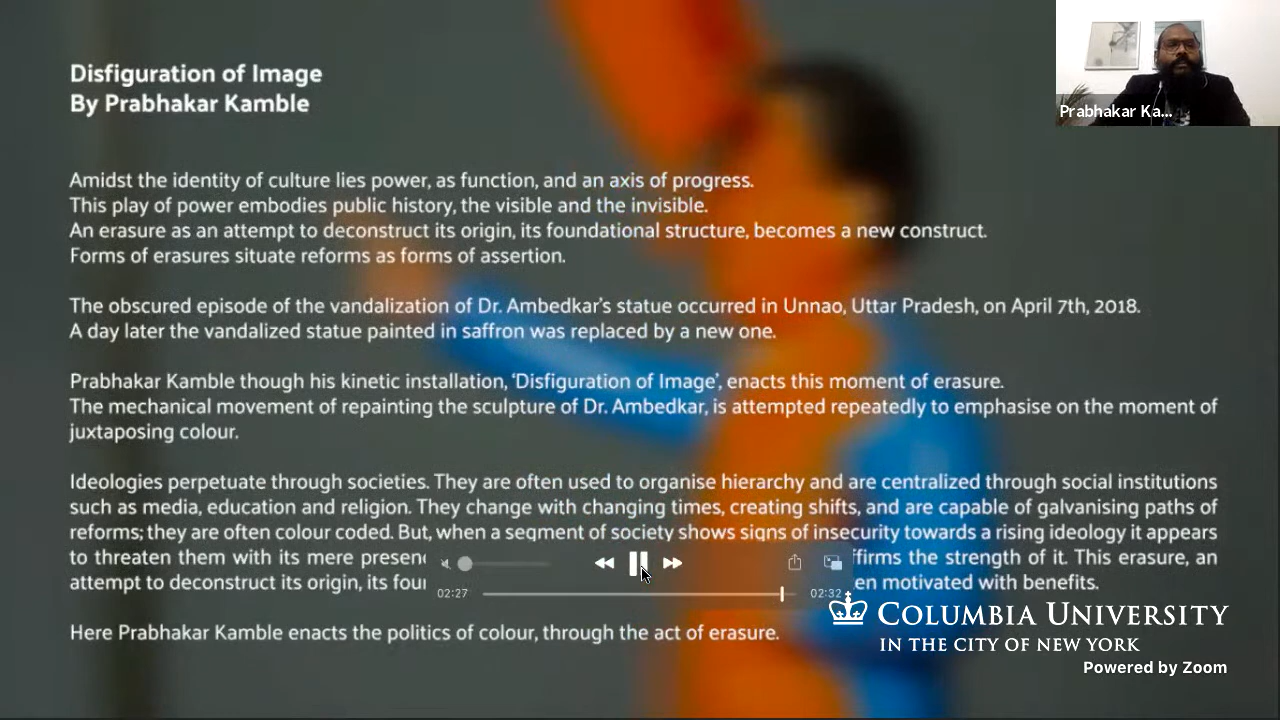 Disfiguration of Image
By Prabhakar Kamble
Prabhakar Ka...
Amidst the identity of culture lies power, as function, and an axis of progress.
This play of power embodies public history, the visible and the invisible.
An erasure as an attempt to deconstruct its origin, its foundational structure, becomes a new construct.
Forms of erasures situate reforms as forms of assertion.
The obscured episode of the vandalization of Dr. Ambedkar's statue occurred in Unnao, Uttar Pradesh, on April 7th, 2018.
A day later the vandalized statue painted in saffron was replaced by a new one.
Prabhakar Kamble though his kinetic installation, 'Disfiguration of Image', enacts this moment of erasure.
The mechanical movement of repainting the sculpture of Dr. Ambedkar, is attempted repeatedly to emphasise on the moment of
juxtaposing colour.
Ideologies perpetuate through societies. They are often used to organise hierarchy and are centralized through social institutions
such as media, education and religion. They change with changing times, creating shifts, and are capable of galvanising paths of
reforms; they are often colour coded. But, when a segment of society shows signs of insecurity towards a rising ideology it appears
to threaten them with its mere the strength of it. This erasure, an
attempt to deconstruct its origin, its motivated with benefits.
02:27
02:32
Here Prabhakar Kamble enacts the politics of colour, through the act of erasure.
COLUMBIA UNIVERSITY
IN THE CITY OF NEW YORK
Powered by Zoom